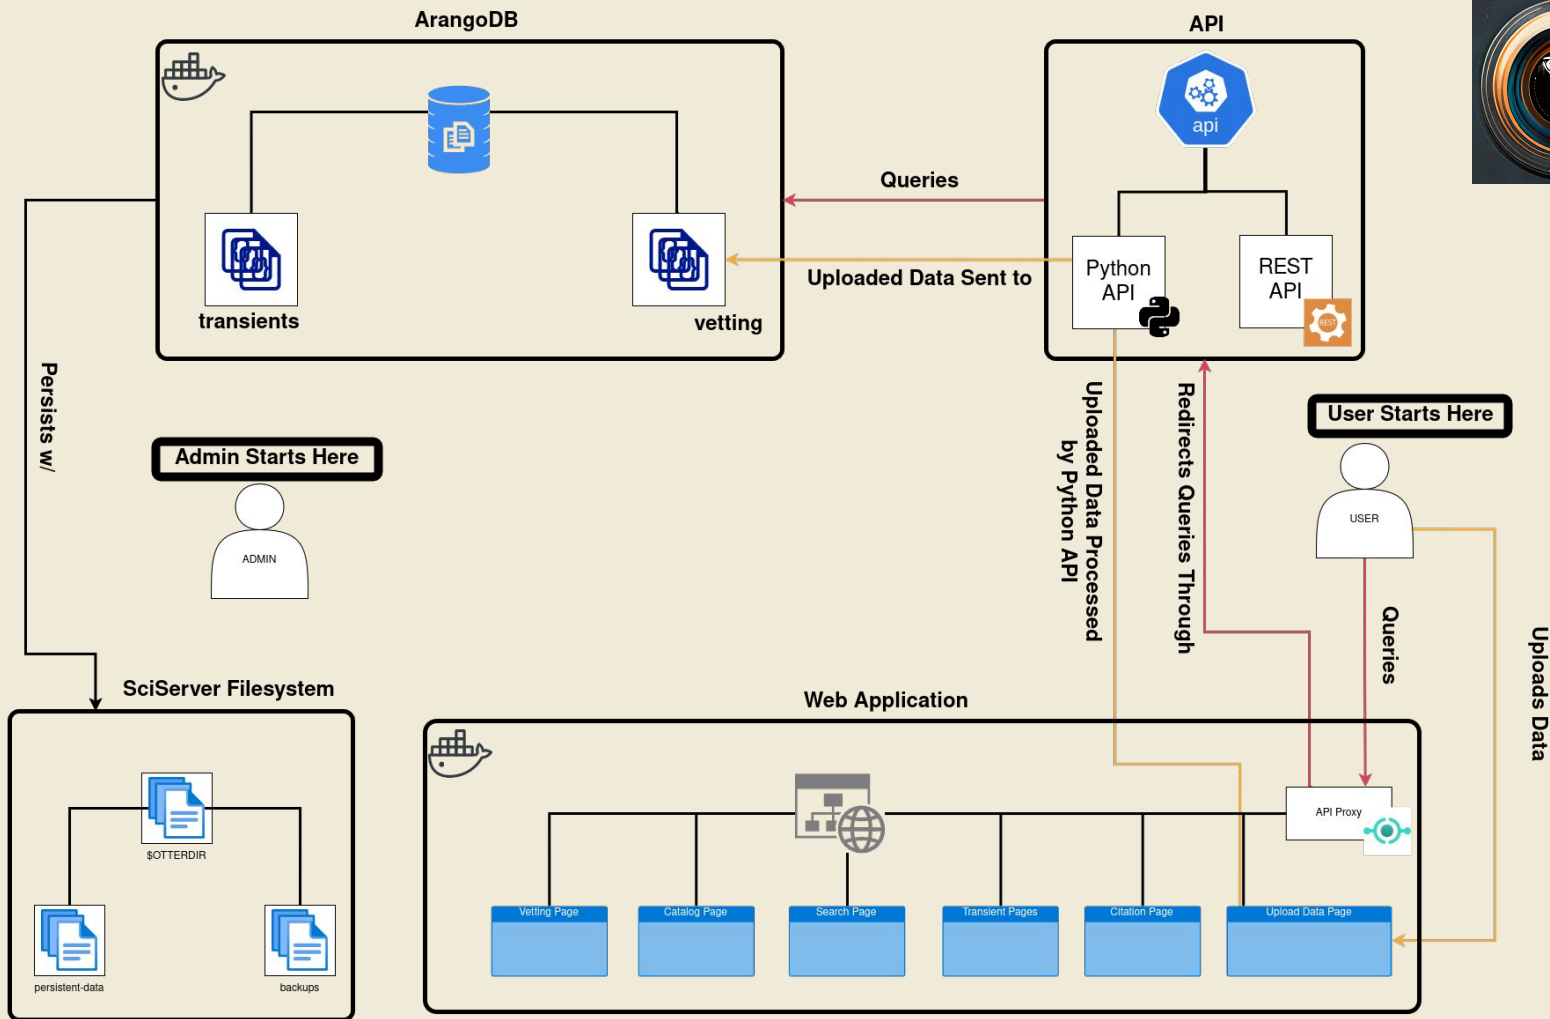 ArangoDB
API
api
Queries
Python
API
REST
API
REST
Uploaded Data Sent to
transients
vetting
Persists w/
Admin Starts Here
ADMIN
Uploaded Data Processed
by Python API
Redirects Queries Through
User Starts Here
USER
Queries
Uploads Data
SciServer Filesystem
$OTTERDIR
persistent-data
backups
Web Application
API Proxy
Vetting Page
Catalog Page
Search Page
Transient Pages
Citation Page
Upload Data Page